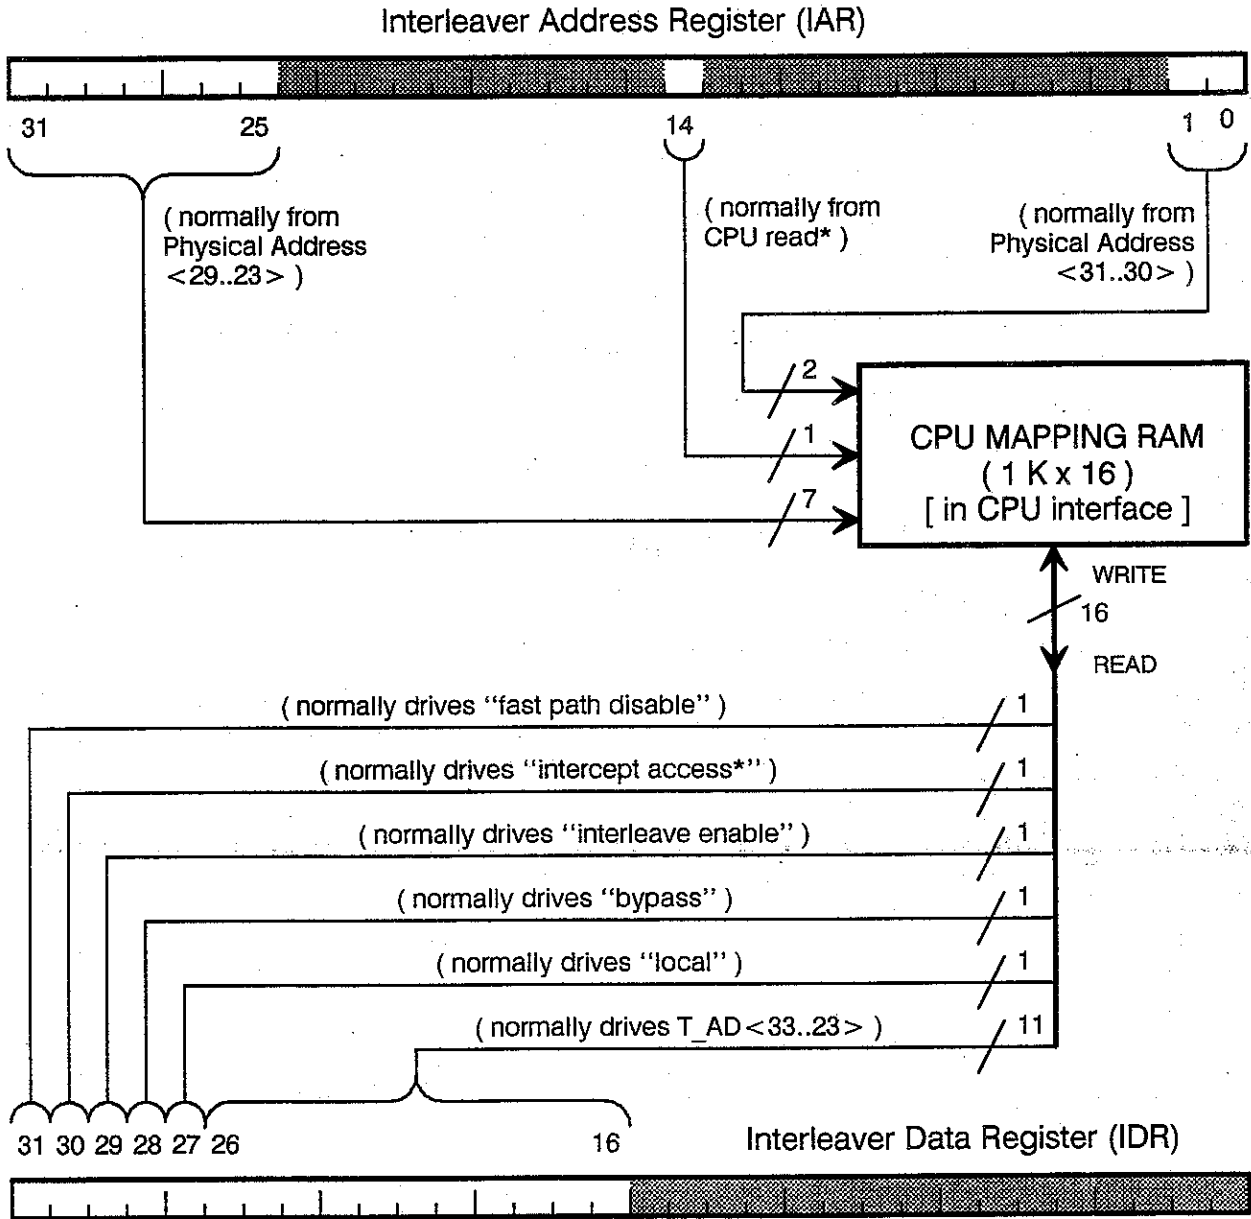 Interleaver Address Register (IAR)
31 25 14 1 0
( normally from
Physical Address
<29..23> )
( normally from
CPU read* )
( normally from
Physical Address
<31..30> )
2
1
7
CPU MAPPING RAM
( 1 K x 16 )
[ in CPU interface ]
WRITE
16
READ
( normally drives “fast path disable” ) 1
( normally drives “intercept access*” ) 1
( normally drives “interleave enable” ) 1
( normally drives “bypass” ) 1
( normally drives “local” ) 1
( normally drives T_AD<33..23> ) 11
31 30 29 28 27 26 16
Interleaver Data Register (IDR)